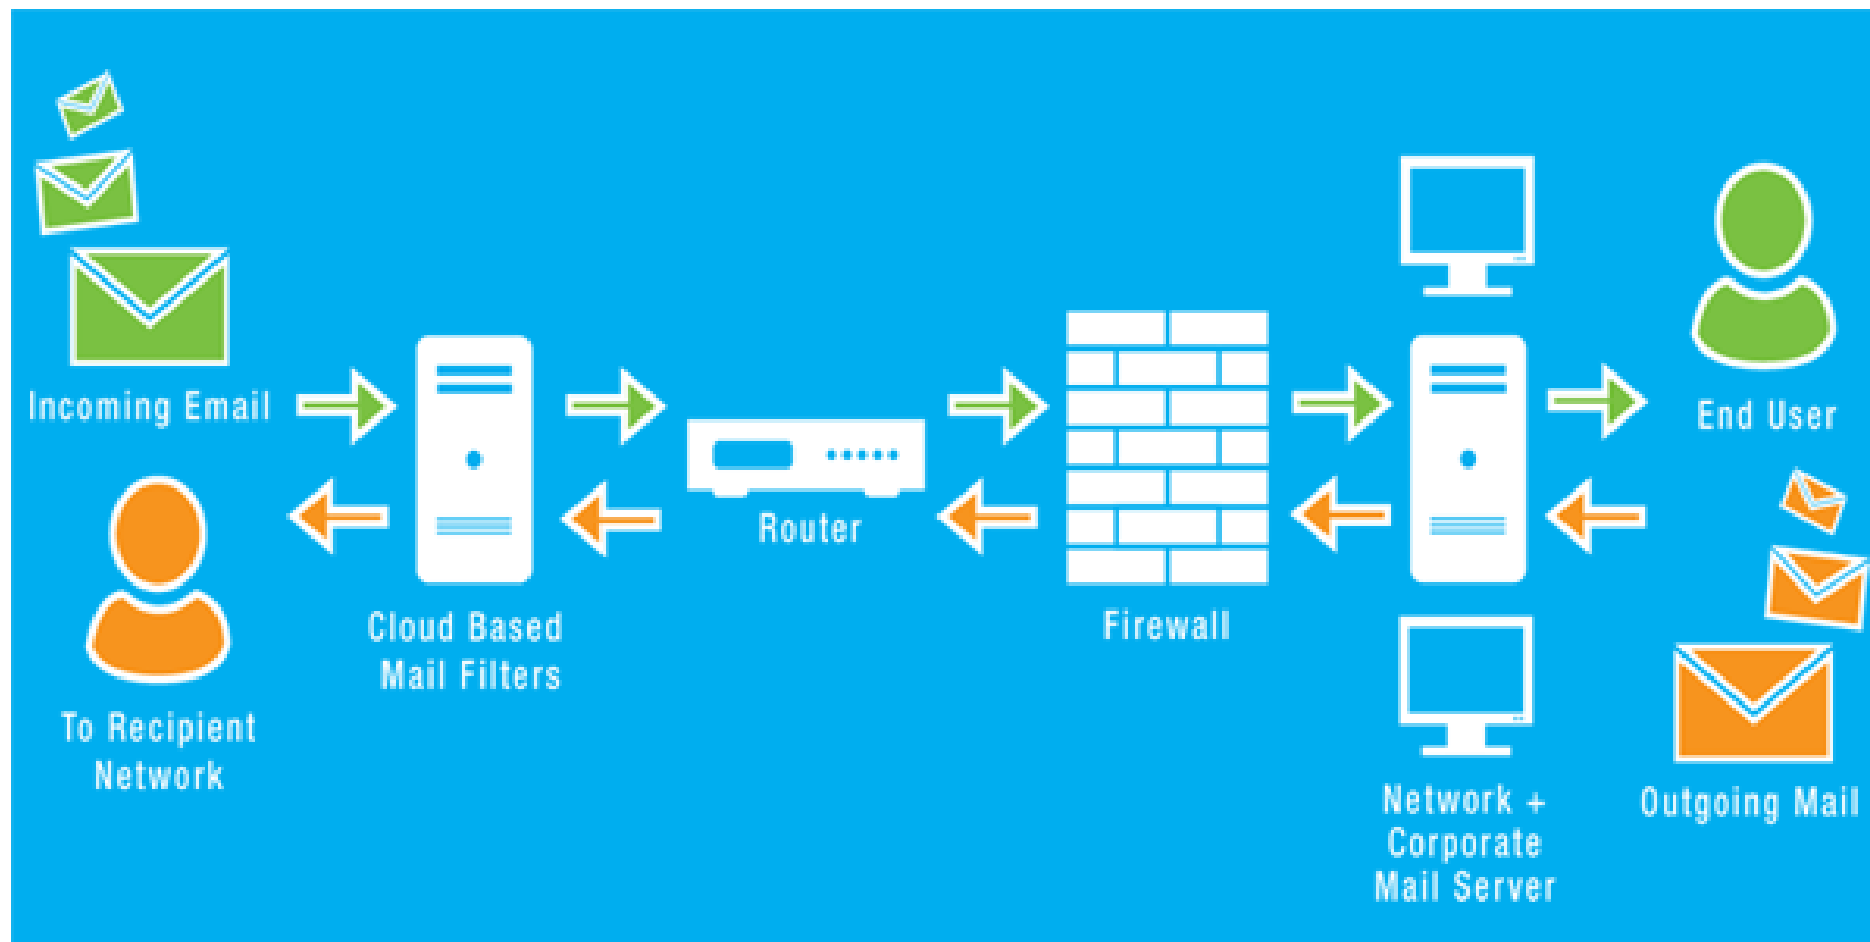 Incoming Email
To Recipient
Network
Cloud Based
Mail Filters
Router
Firewall
Network +
Corporate
Mail Server
End User
Outgoing Mail